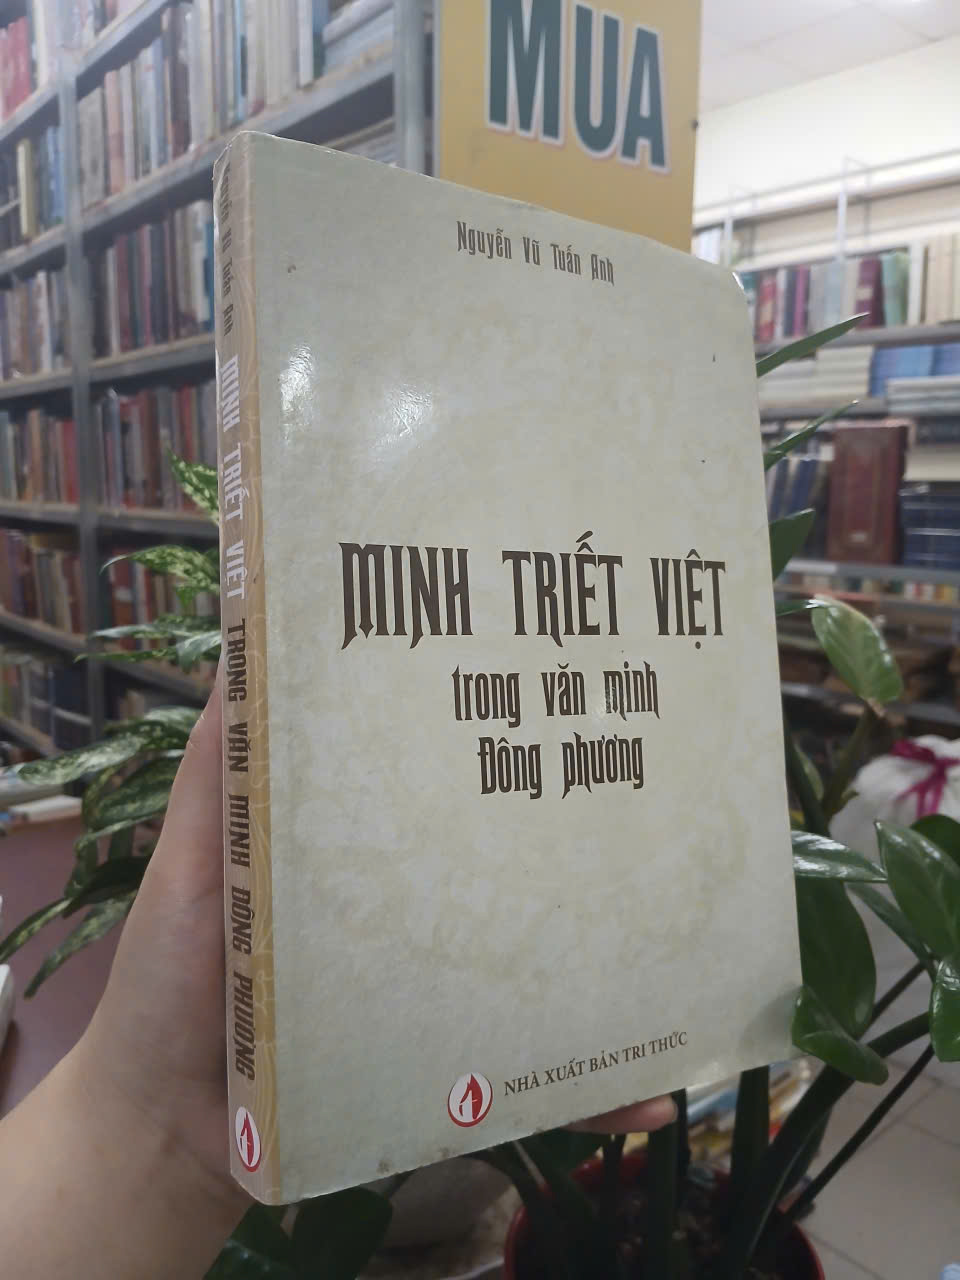 MUA
Nguyễn Vũ Tuấn Anh
MINH TRIẾT VIỆT
trong văn minh
Đông phương
NHÀ XUẤT BẢN TRI THỨC
Nguyễn Vũ Tuấn Anh MINH TRIẾT VIỆT TRONG VĂN MINH ĐÔNG PHƯƠNG